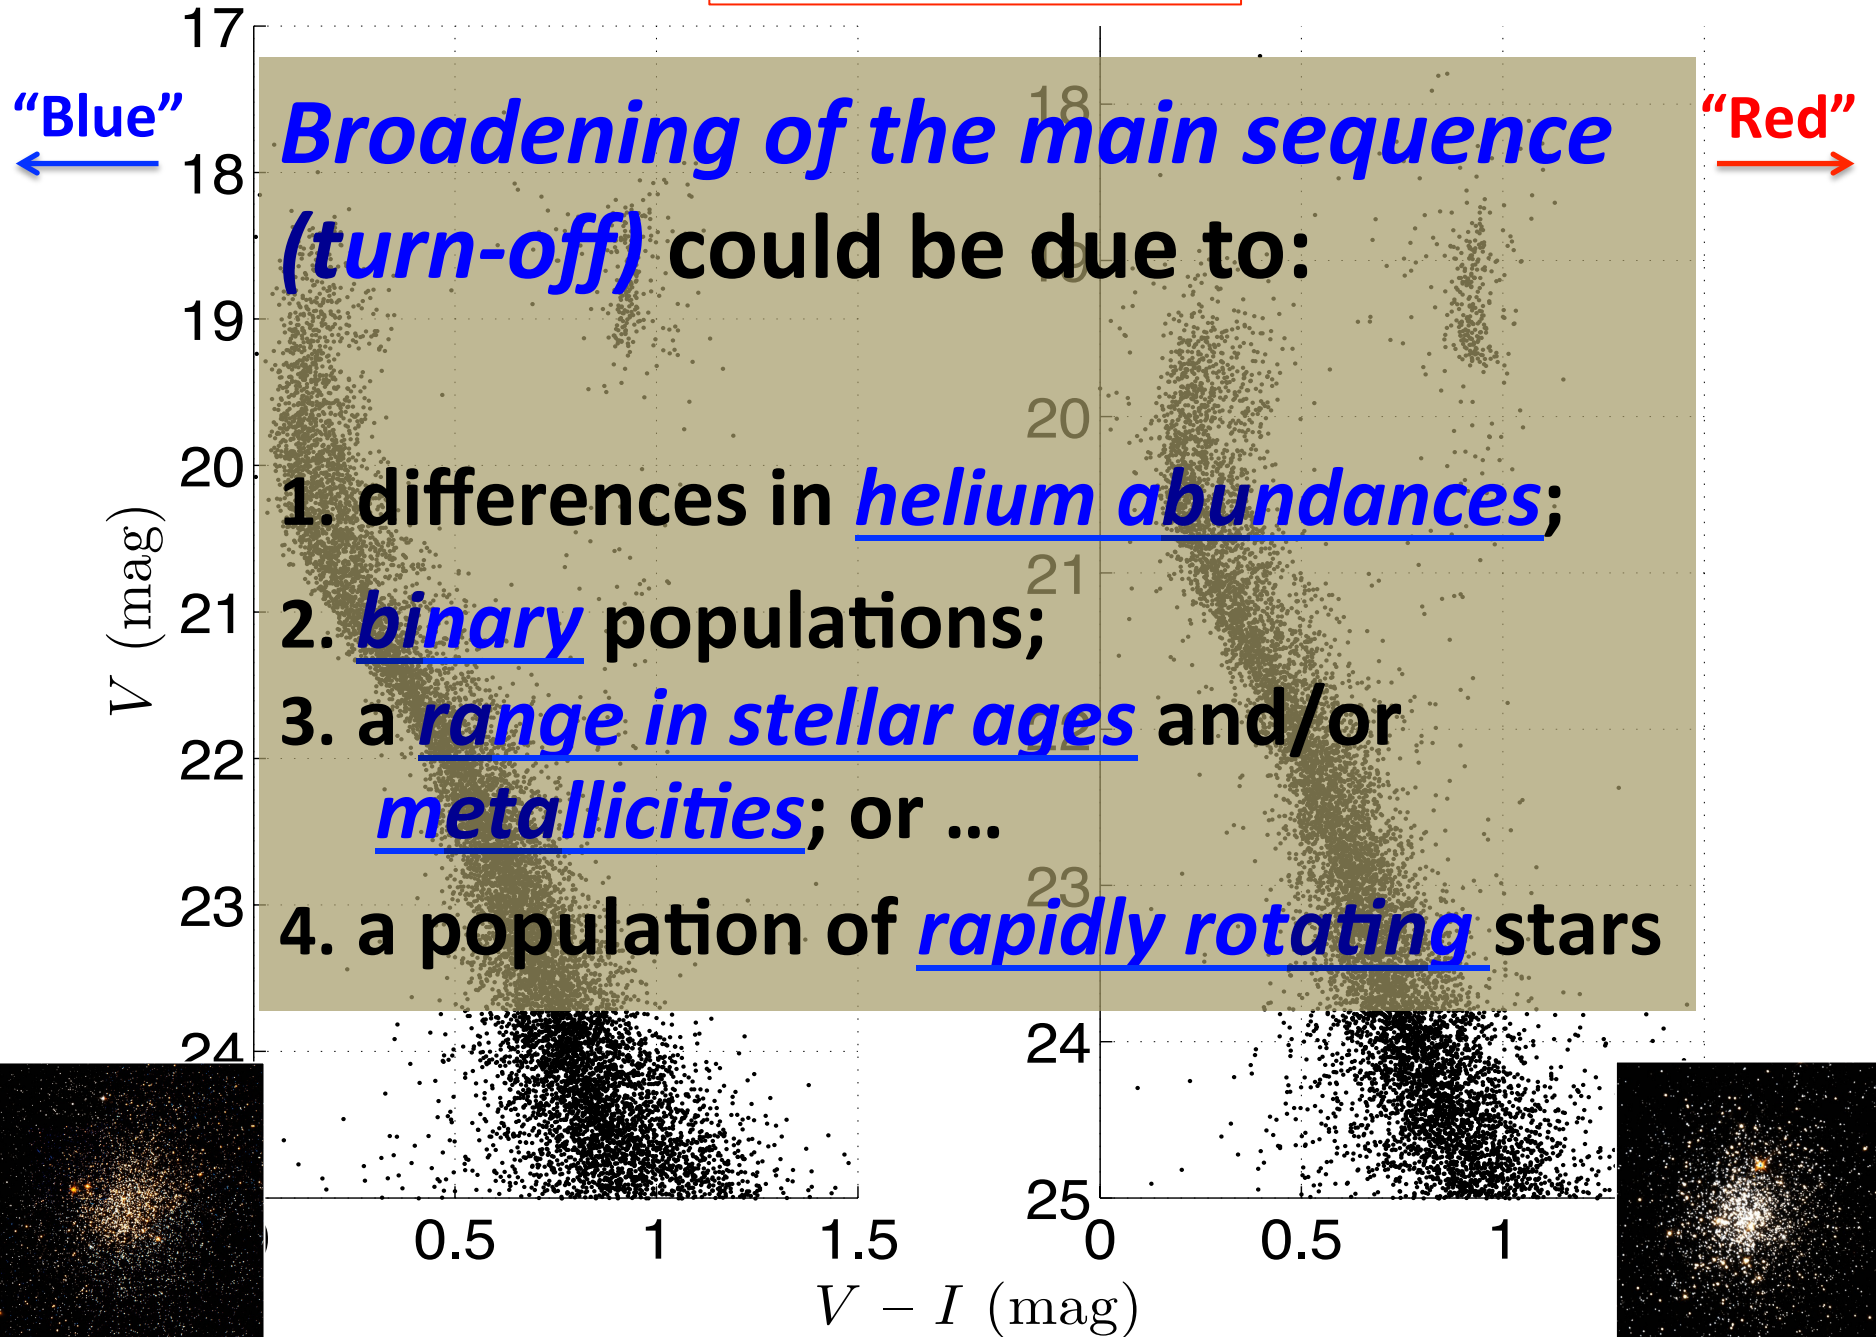 “Blue”
“Red”
Broadening of the main sequence
(turn-off) could be due to:
1. differences in helium abundances;
2. binary populations;
3. a range in stellar ages and/or
metallicities; or ...
4. a population of rapidly rotating stars
V (mag)
17
18
19
20
21
22
23
24
18
19
20
21
22
23
24
25
0.5
1
1.5
0
0.5
1
V – I (mag)